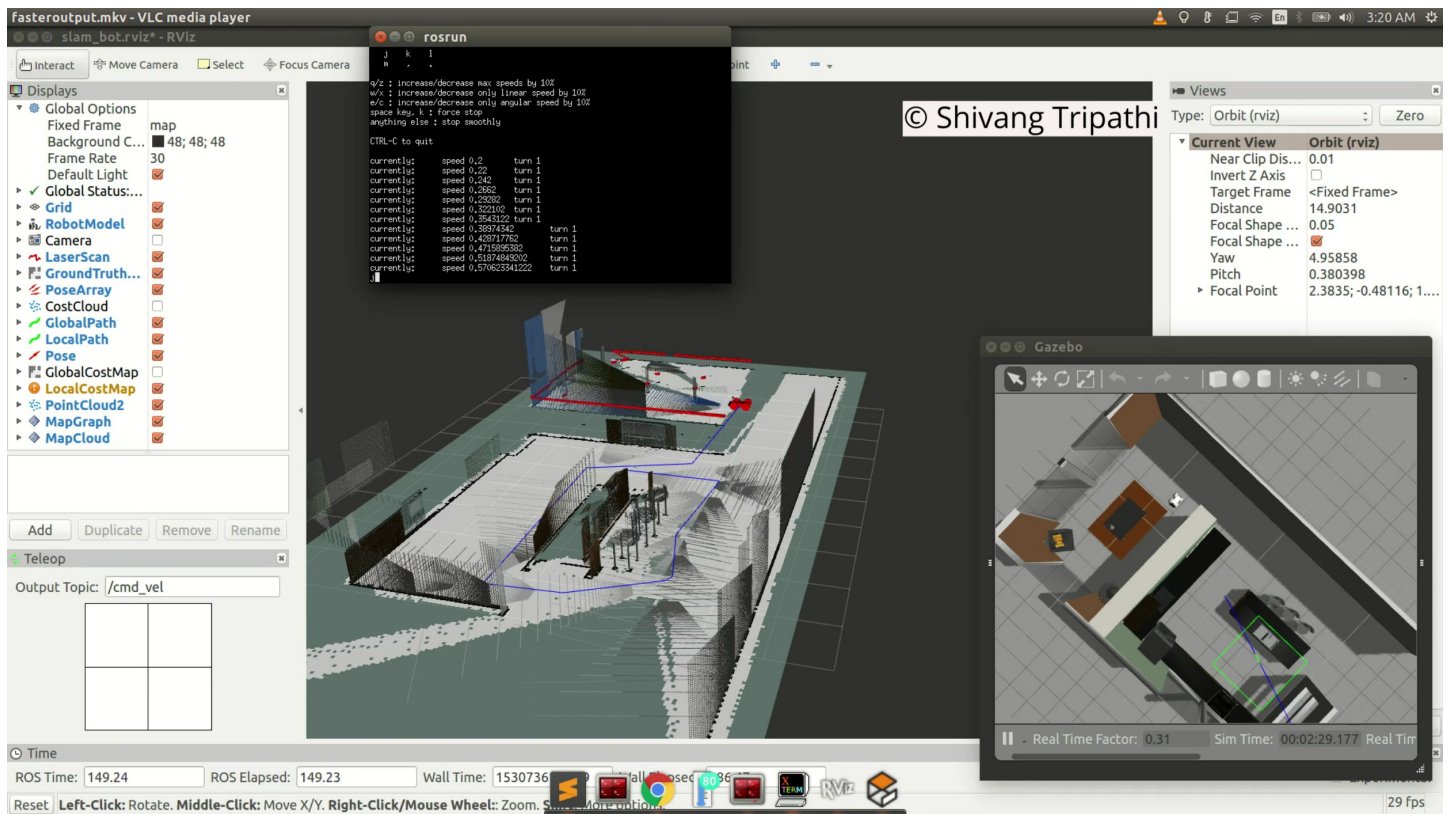 fasteroutput.mkv - VLC media player
En
3:20 AM
slam_bot.rviz* - RViz
rosrun
Interact
Move Camera
Select
Focus Camera
oint
j k l
m , .
q/z : increase/decrease max speeds by 10%
w/x : increase/decrease only linear speed by 10%
e/c : increase/decrease only angular speed by 10%
space key, k : force stop
anything else : stop smoothly
CTRL-C to quit
currently: speed 0.2 turn 1
currently: speed 0.22 turn 1
currently: speed 0.242 turn 1
currently: speed 0.2662 turn 1
currently: speed 0.29282 turn 1
currently: speed 0.322102 turn 1
currently: speed 0.3543122 turn 1
currently: speed 0.38974342 turn 1
currently: speed 0.428717762 turn 1
currently: speed 0.4715895382 turn 1
currently: speed 0.51874849202 turn 1
currently: speed 0.570623341222 turn 1
j
© Shivang Tripathi
Displays
Global Options
Fixed Frame map
Background C... 48; 48; 48
Frame Rate 30
Default Light
Global Status:...
Grid
RobotModel
Camera
LaserScan
GroundTruth...
PoseArray
CostCloud
GlobalPath
LocalPath
Pose
GlobalCostMap
LocalCostMap
PointCloud2
MapGraph
MapCloud
Add Duplicate Remove Rename
Teleop
Output Topic: /cmd_vel
Views
Type: Orbit (rviz) Zero
Current View Orbit (rviz)
Near Clip Dis... 0.01
Invert Z Axis
Target Frame <Fixed Frame>
Distance 14.9031
Focal Shape ... 0.05
Focal Shape ...
Yaw 4.95858
Pitch 0.380398
Focal Point 2.3835; -0.48116; 1....
Gazebo
Real Time Factor: 0.31 Sim Time: 00:02:29.177 Real Tim
Time
ROS Time: 149.24 ROS Elapsed: 149.23 Wall Time: 1530736
80
X TERM
RViz
Reset Left-Click: Rotate. Middle-Click: Move X/Y. Right-Click/Mouse Wheel:: Zoom. More options.
29 fps